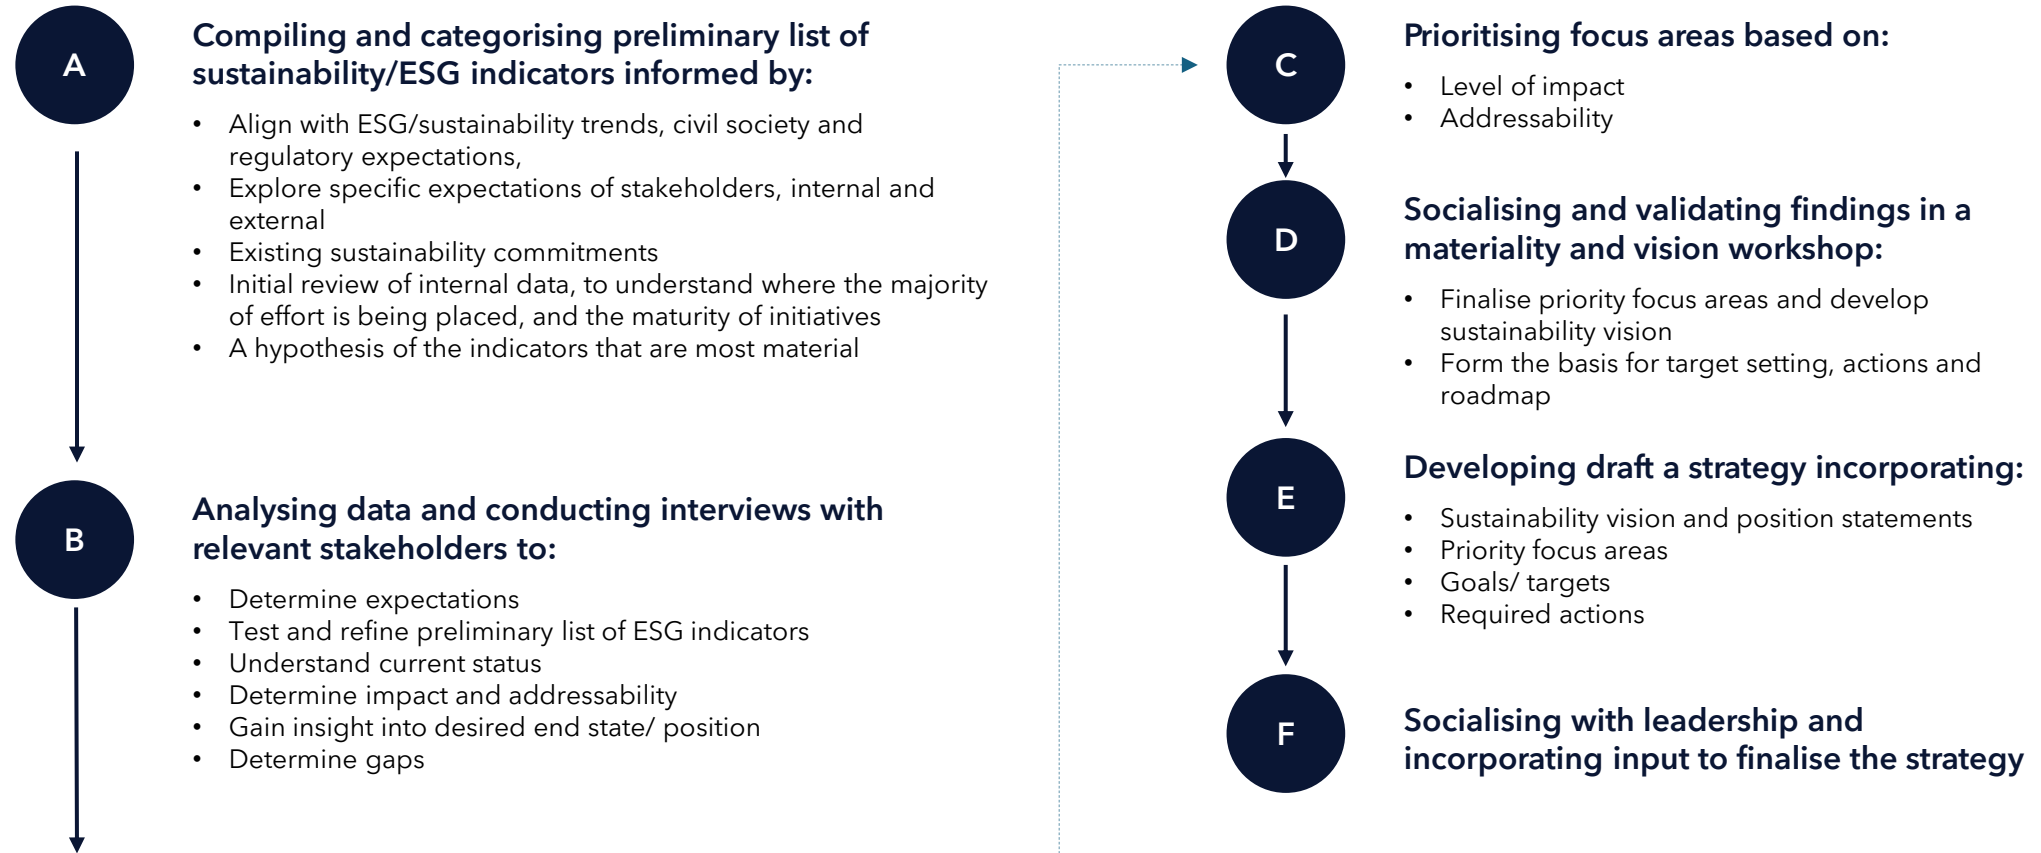 A
Compiling and categorising preliminary list of
sustainability/ESG indicators informed by:
• Align with ESG/sustainability trends, civil society and
regulatory expectations,
• Explore specific expectations of stakeholders, internal and
external
• Existing sustainability commitments
• Initial review of internal data, to understand where the majority
of effort is being placed, and the maturity of initiatives
• A hypothesis of the indicators that are most material
B
Analysing data and conducting interviews with
relevant stakeholders to:
• Determine expectations
• Test and refine preliminary list of ESG indicators
• Understand current status
• Determine impact and addressability
• Gain insight into desired end state/ position
• Determine gaps
C
Prioritising focus areas based on:
• Level of impact
• Addressability
D
Socialising and validating findings in a
materiality and vision workshop:
• Finalise priority focus areas and develop
sustainability vision
• Form the basis for target setting, actions and
roadmap
E
Developing draft a strategy incorporating:
• Sustainability vision and position statements
• Priority focus areas
• Goals/ targets
• Required actions
F
Socialising with leadership and
incorporating input to finalise the strategy